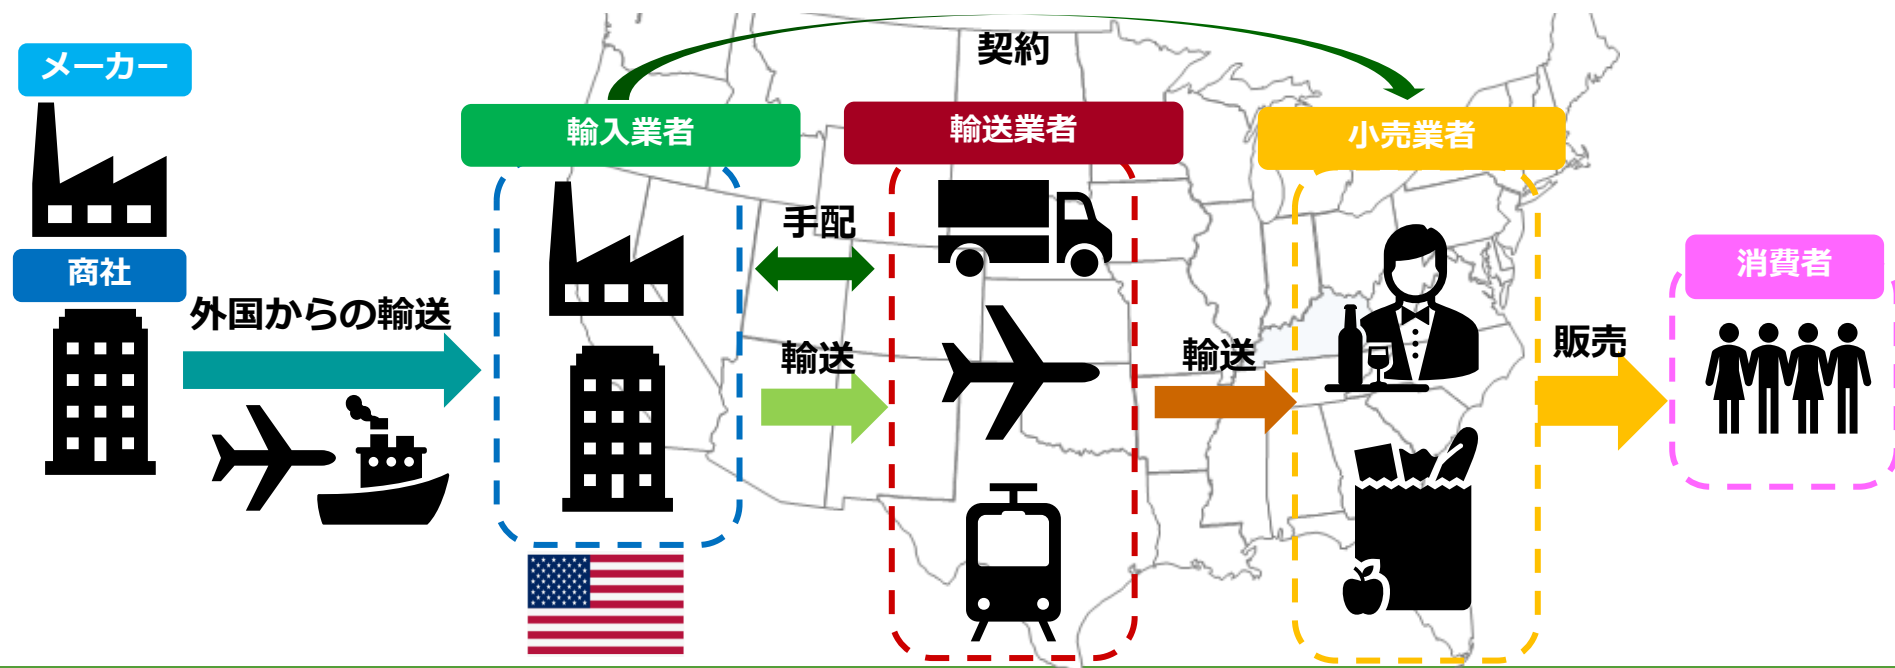 契約
メーカー
輸入業者
輸送業者
小売業者
手配
商社
消費者
外国からの輸送
輸送
輸送
販売